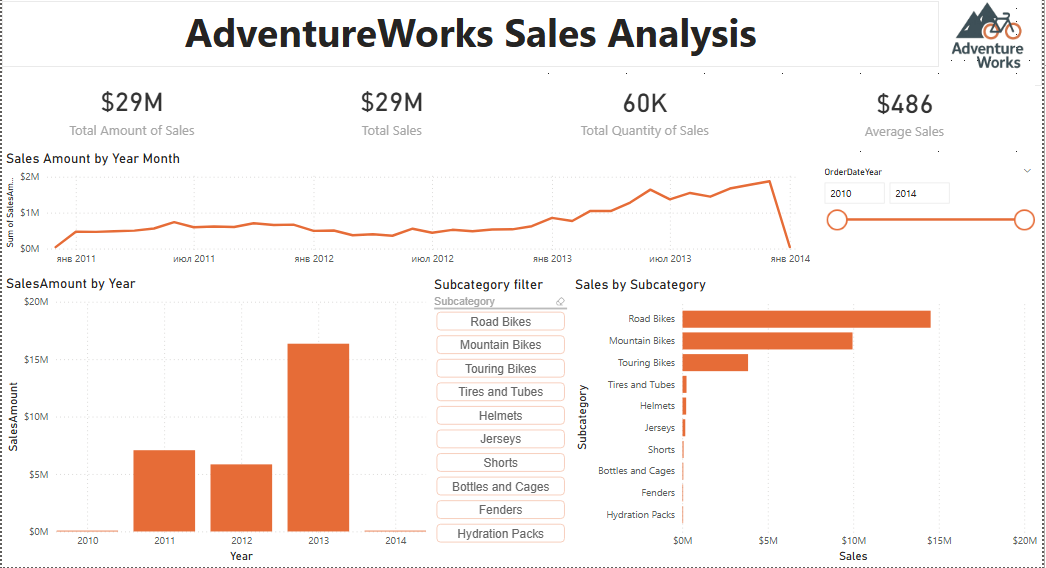 AdventureWorks Sales Analysis
Adventure
Works
$29M
Total Amount of Sales
$29M
Total Sales
60K
Total Quantity of Sales
$486
Average Sales
Sales Amount by Year Month
Sum of SalesAm...
$2M
$1M
$0M
янв 2011
июл 2011
янв 2012
июл 2012
янв 2013
июл 2013
янв 2014
OrderDateYear
2010
2014
SalesAmount by Year
SalesAmount
$20M
$15M
$10M
$5M
$0M
2010
2011
2012
2013
2014
Year
Subcategory filter
Subcategory
Road Bikes
Mountain Bikes
Touring Bikes
Tires and Tubes
Helmets
Jerseys
Shorts
Bottles and Cages
Fenders
Hydration Packs
Sales by Subcategory
Subcategory
Road Bikes
Mountain Bikes
Touring Bikes
Tires and Tubes
Helmets
Jerseys
Shorts
Bottles and Cages
Fenders
Hydration Packs
$0M
$5M
$10M
$15M
$20M
Sales